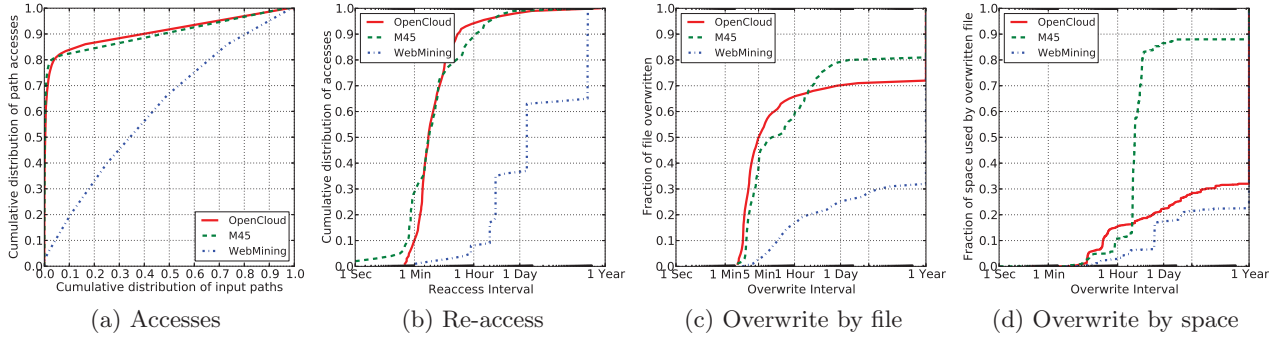 Cumulative distribution of path accesses
1.0
0.9
0.8
0.7
0.6
0.5
0.4
0.3
0.2
0.1
0.0
OpenCloud
M45
WebMining
0.0 0.1 0.2 0.3 0.4 0.5 0.6 0.7 0.8 0.9 1.0
Cumulative distribution of input paths
(a) Accesses
Cumulative distribution of accesses
1.0
0.9
0.8
0.7
0.6
0.5
0.4
0.3
0.2
0.1
0.0
OpenCloud
M45
WebMining
1 Sec 1 Min 1 Hour 1 Day 1 Year
Reaccess Interval
(b) Re-access
Fraction of file overwritten
1.0
0.9
0.8
0.7
0.6
0.5
0.4
0.3
0.2
0.1
0.0
OpenCloud
M45
WebMining
1 Sec 1 Min 5 Min 1 Hour 1 Day 1 Year
Overwrite Interval
(c) Overwrite by file
Fraction of space used by overwritten file
1.0
0.9
0.8
0.7
0.6
0.5
0.4
0.3
0.2
0.1
0.0
OpenCloud
M45
WebMining
1 Sec 1 Min 1 Hour 1 Day 1 Year
Overwrite Interval
(d) Overwrite by space